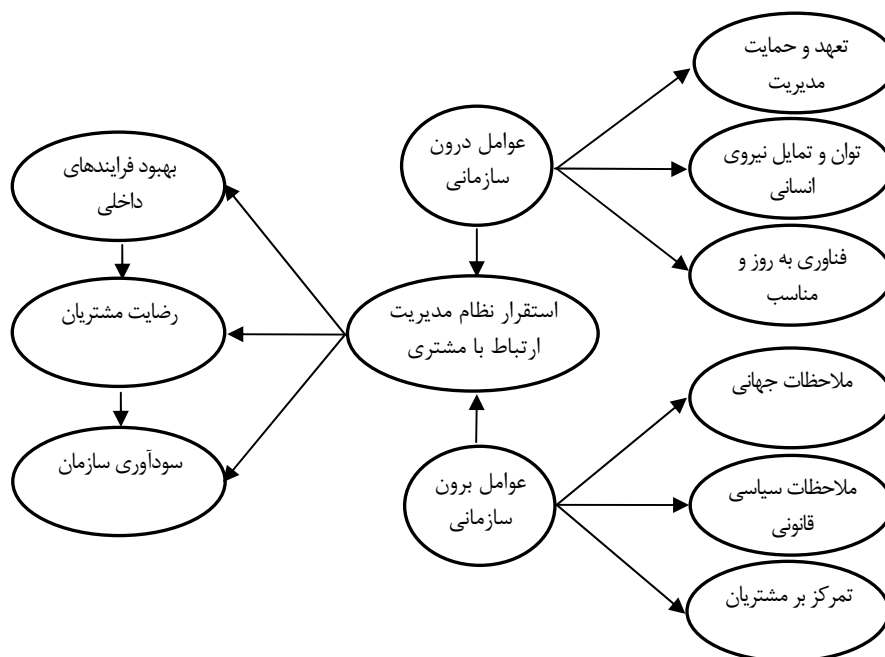 تعهد و حمایت
مدیریت
توان و تمایل نیروی
انسانی
فناوری به روز و
مناسب
عوامل درون
سازمانی
بهبود فرایندهای
داخلی
استقرار نظام مدیریت
ارتباط با مشتری
رضایت مشتریان
سودآوری سازمان
عوامل برون
سازمانی
ملاحظات جهانی
ملاحظات سیاسی
قانونی
تمرکز بر مشتریان